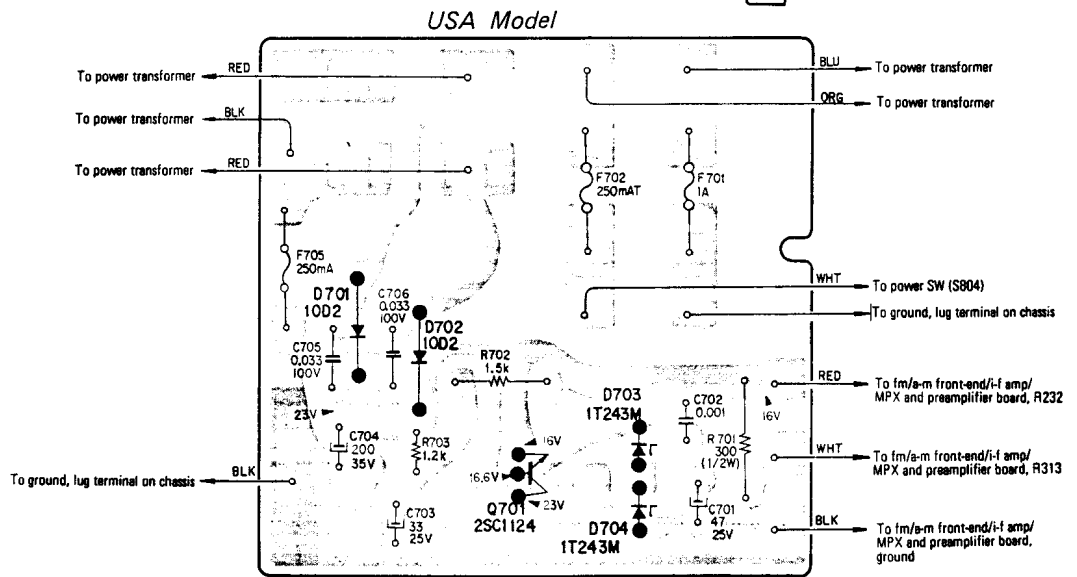 USA Model
To power transformer
RED
To power transformer
BLK
To power transformer
RED
BLU
To power transformer
ORG
To power transformer
F702
250mAT
F701
1A
F705
250mA
D701
10D2
C706
0.033
100V
D702
10D2
WHT
To power SW (S804)
To ground, lug terminal on chassis
C705
0.033
100V
R702
1.5k
D703
1T243M
C702
0.001
RED
To fm/a-m front-end/i-f amp/
MPX and preamplifier board, R232
16V
23V
C704
200
35V
R703
1.2k
16V
16.6V
23V
Q701
2SC1124
R701
300
(1/2W)
WHT
To fm/a-m front-end/i-f amp/
MPX and preamplifier board, R313
To ground, lug terminal on chassis
BLK
C703
33
25V
D704
1T243M
C701
47
25V
BLK
To fm/a-m front-end/i-f amp/
MPX and preamplifier board,
ground